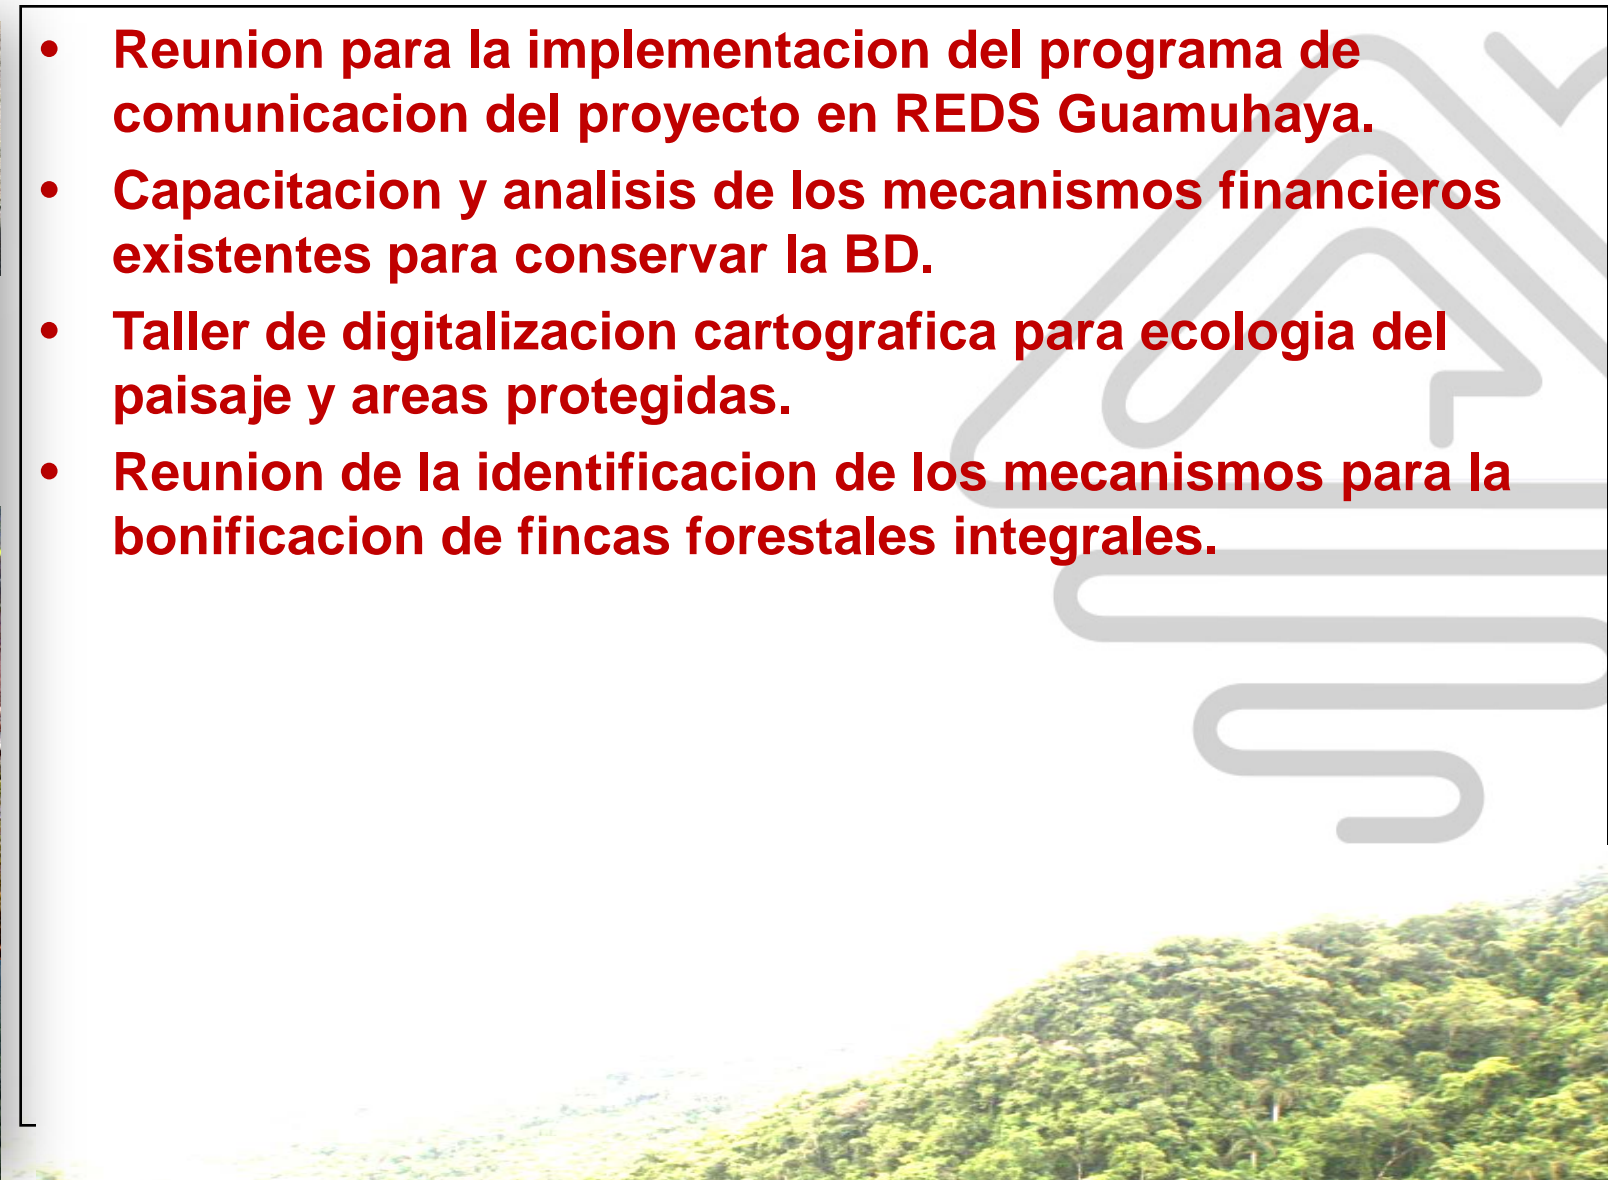 • Reunion para la implementacion del programa de
comunicacion del proyecto en REDS Guamuhaya.
• Capacitacion y analisis de los mecanismos financieros
existentes para conservar la BD.
• Taller de digitalizacion cartografica para ecologia del
paisaje y areas protegidas.
• Reunion de la identificacion de los mecanismos para la
bonificacion de fincas forestales integrales.